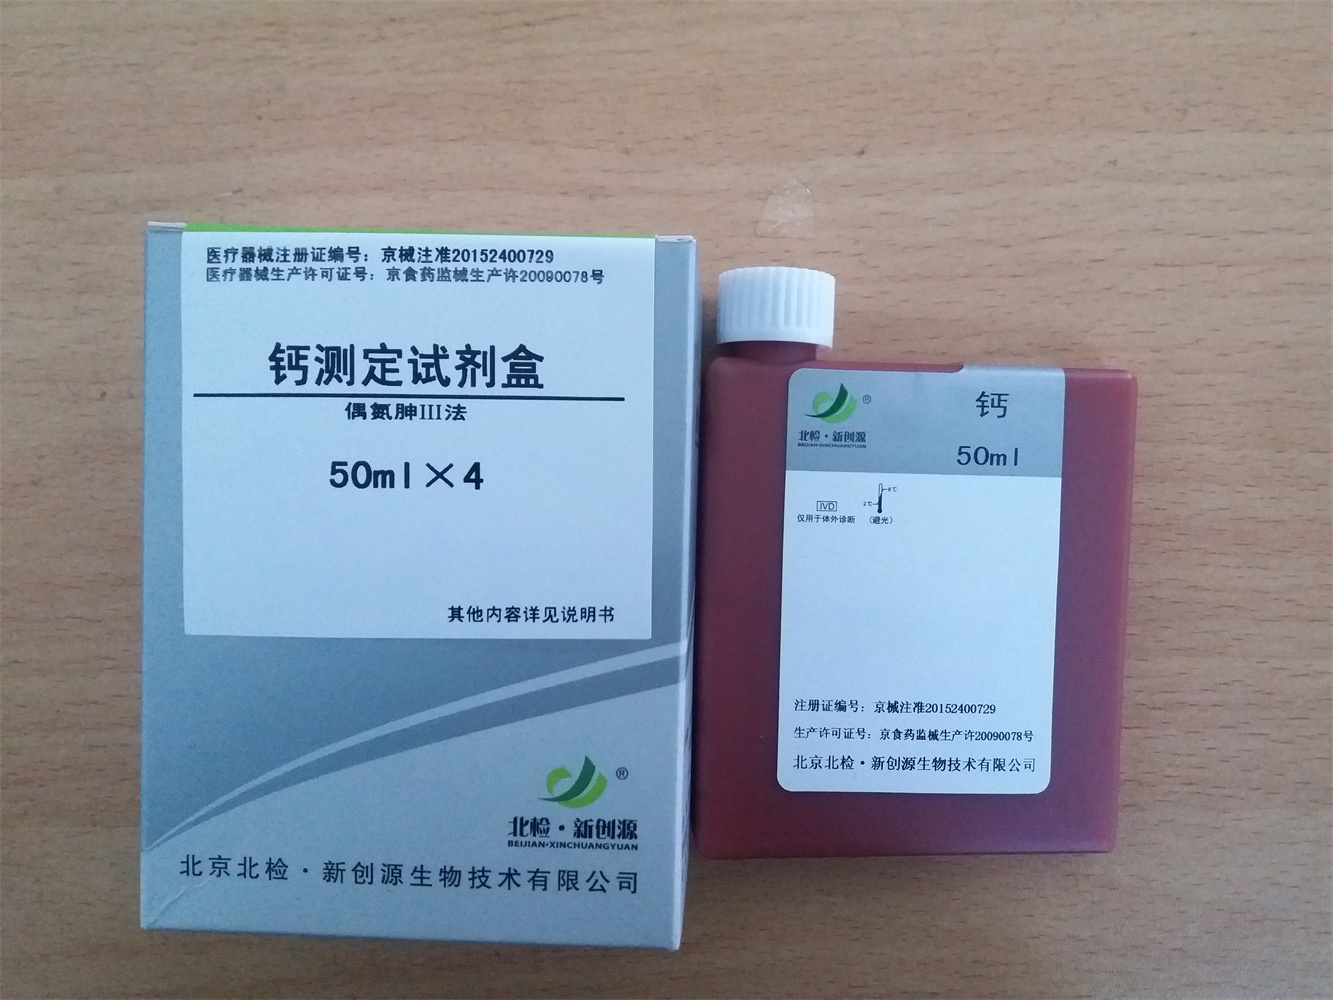 医疗器械注册证编号：京械注准20152400729
医疗器械生产许可证号：京食药监械生产许20090078号
钙测定试剂盒
偶氮胂III法
50ml×4
其他内容详见说明书
®
北检·新创源
BEIJIAN·XINCHUANGYUAN
北京北检·新创源生物技术有限公司
®
北检·新创源
BEIJIAN·XINCHUANGYUAN
钙
50ml
IVD
仅用于体外诊断
8℃
2℃
（避光）
注册证编号：京械注准20152400729
生产许可证号：京食药监械生产许20090078号
北京北检·新创源生物技术有限公司